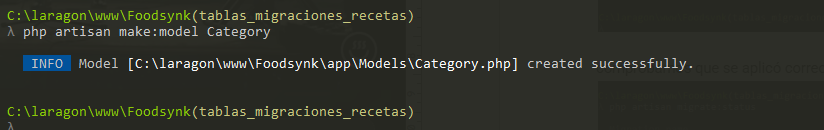 C:\laragon\www\Foodsynk(tablas_migraciones_recetas)
λ php artisan make:model Category
INFO Model [C:\laragon\www\Foodsynk\app\Models\Category.php] created successfully.
C:\laragon\www\Foodsynk(tablas_migraciones_recetas)
λ